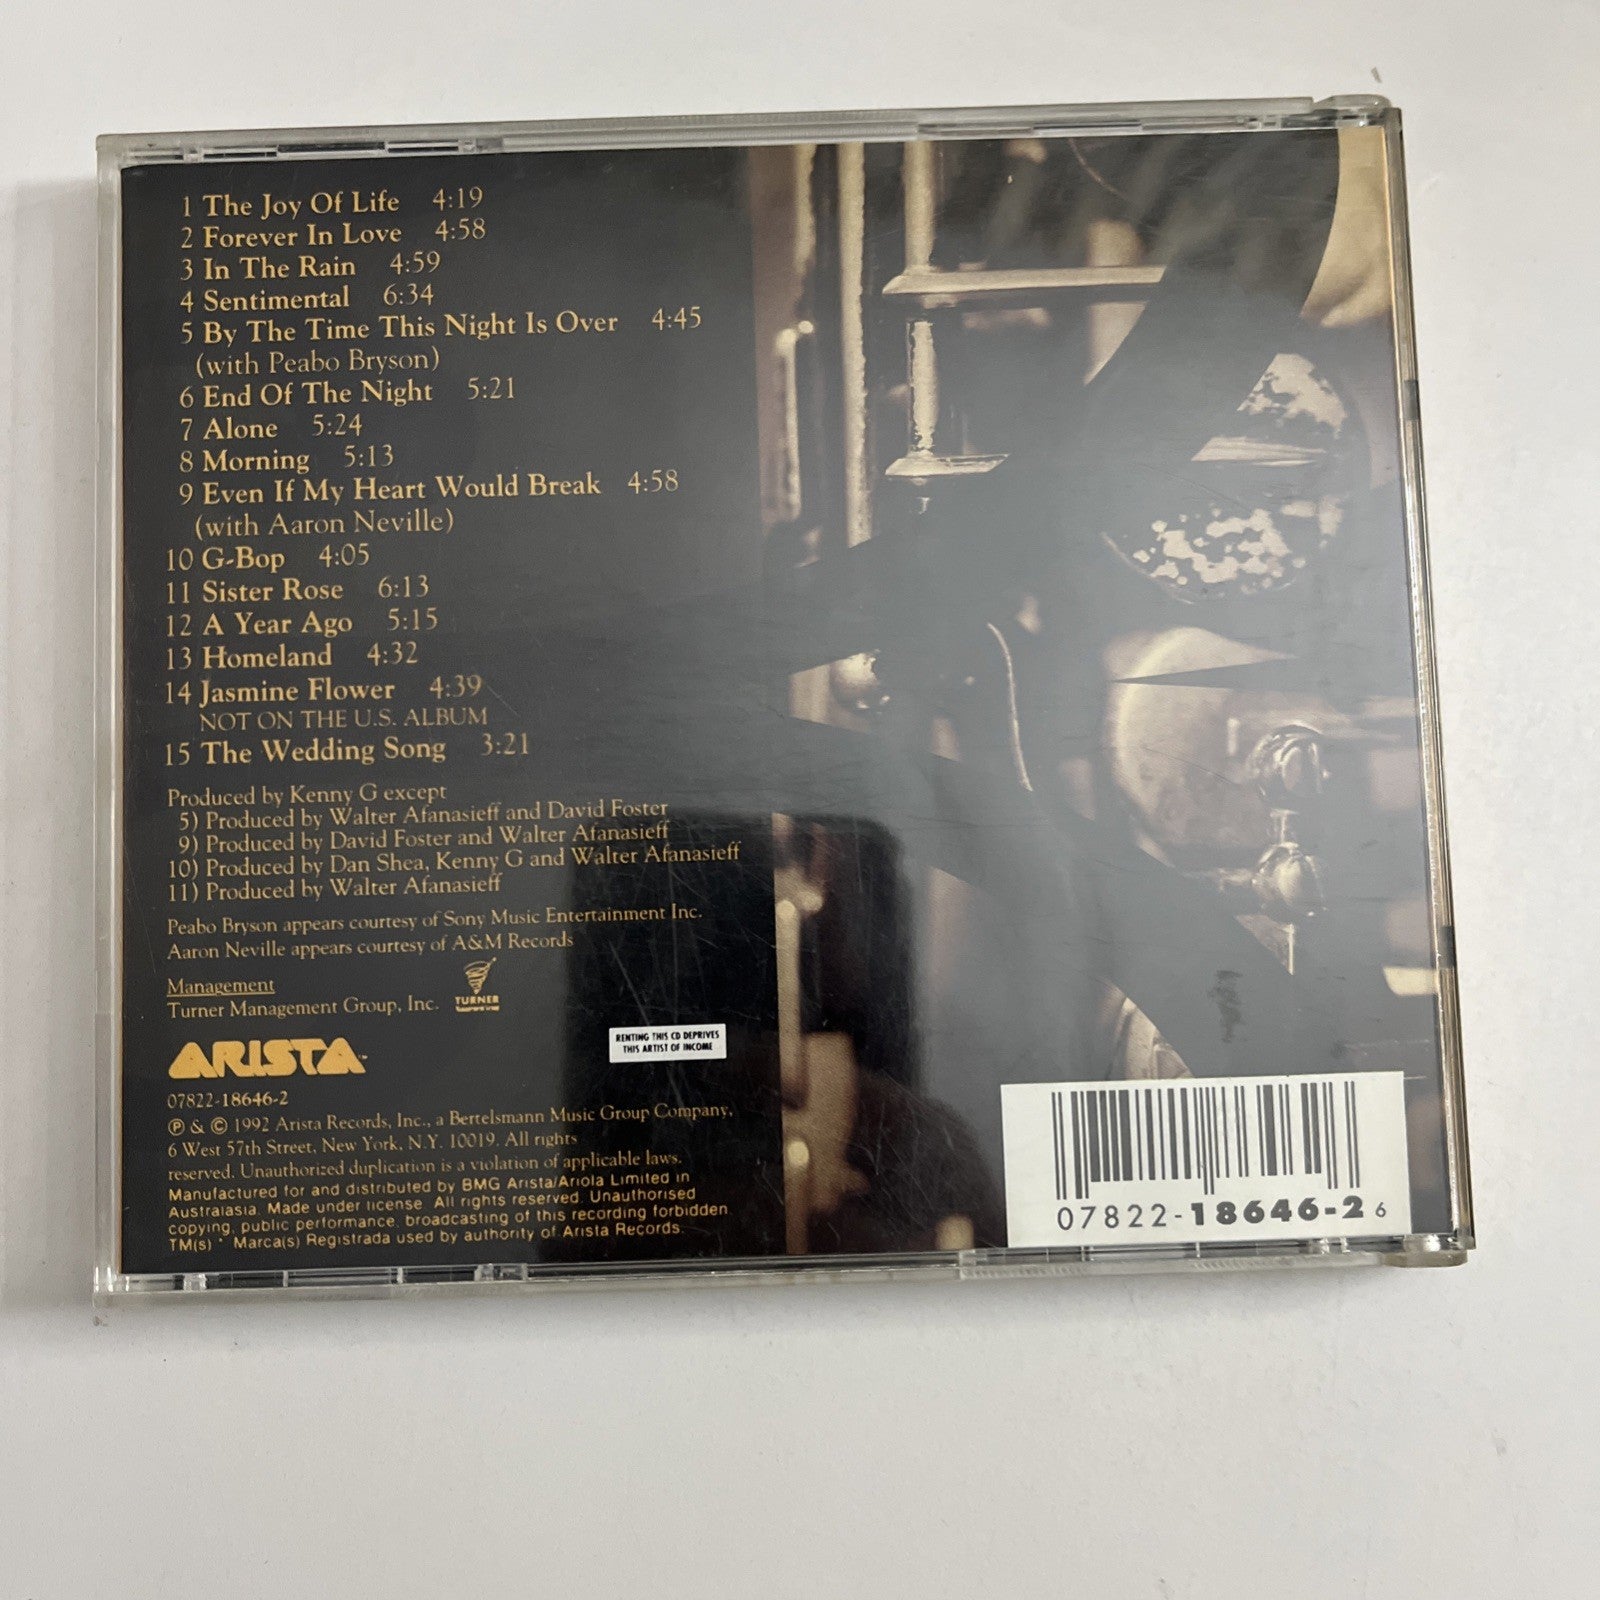 1 The Joy Of Life 4:19
2 Forever In Love 4:58
3 In The Rain 4:59
4 Sentimental 6:34
5 By The Time This Night Is Over 4:45
(with Peabo Bryson)
6 End Of The Night 5:21
7 Alone 5:24
8 Morning 5:13
9 Even If My Heart Would Break 4:58
(with Aaron Neville)
10 G-Bop 4:05
11 Sister Rose 6:13
12 A Year Ago 5:15
13 Homeland 4:32
14 Jasmine Flower 4:39
NOT ON THE U.S. ALBUM
15 The Wedding Song 3:21
Produced by Kenny G except
5) Produced by Walter Afanasieff and David Foster
9) Produced by David Foster and Walter Afanasieff
10) Produced by Dan Shea, Kenny G and Walter Afanasieff
11) Produced by Walter Afanasieff
Peabo Bryson appears courtesy of Sony Music Entertainment Inc.
Aaron Neville appears courtesy of A&M Records
Management
Turner Management Group, Inc.
TURNER
ARISTA™
RENTING THIS CD DEPRIVES
THIS ARTIST OF INCOME
07822-18646-2
Ⓟ & © 1992 Arista Records, Inc., a Bertelsmann Music Group Company,
6 West 57th Street, New York, N.Y. 10019. All rights
reserved. Unauthorized duplication is a violation of applicable laws.
Manufactured for and distributed by BMG Arista/Ariola Limited in
Australasia. Made under license. All rights reserved. Unauthorised
copying, public performance, broadcasting of this recording forbidden.
TM(s) * Marca(s) Registrada used by authority of Arista Records.
07822-18646-2 6